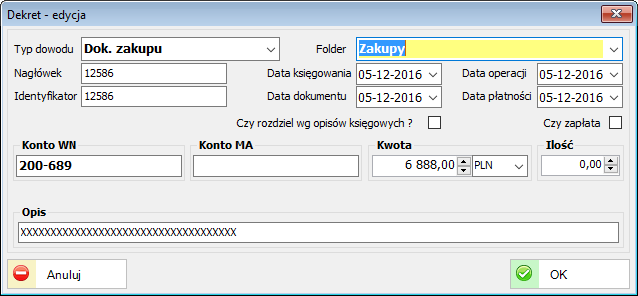 Dekret - edycja
Typ dowodu Dok. zakupu Folder Zakupy
Nagłówek 12586 Data księgowania 05-12-2016 Data operacji 05-12-2016
Identyfikator 12586 Data dokumentu 05-12-2016 Data płatności 05-12-2016
Czy rozdziel wg opisów księgowych ? Czy zapłata
Konto WN Konto MA Kwota Ilość
200-689 6 888,00 PLN 0,00
Opis
XXXXXXXXXXXXXXXXXXXXXXXXXXXXXXXXXXXX
Anuluj OK